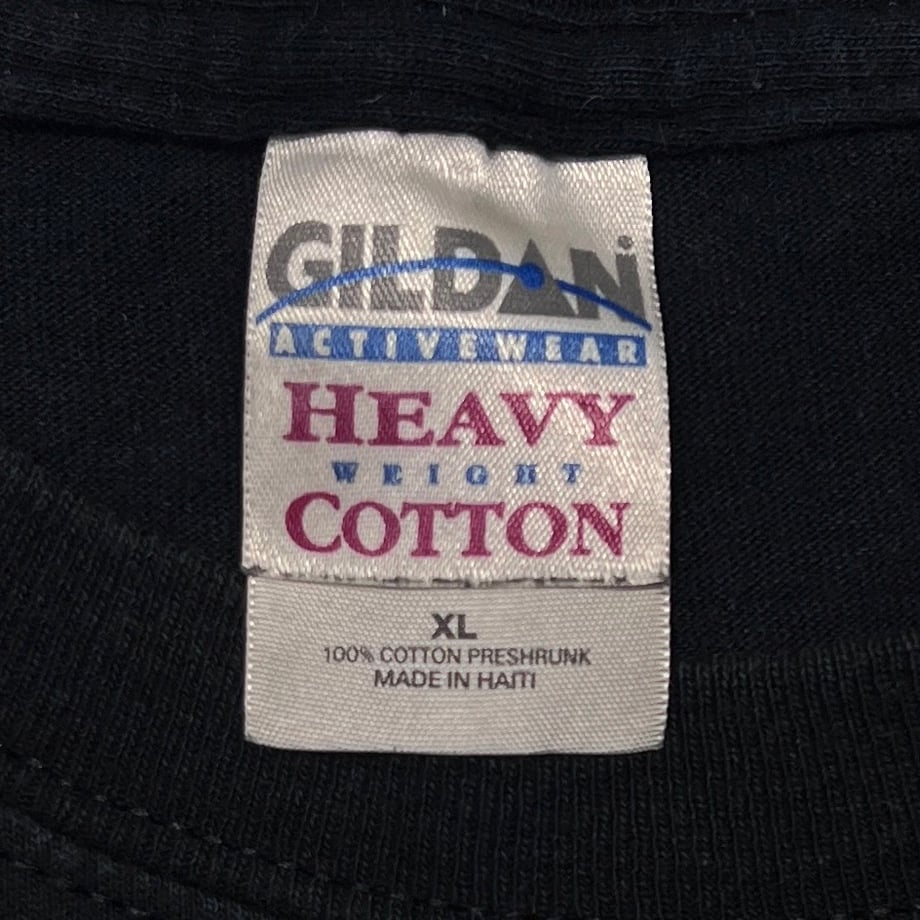 GILDAN
ACTIVEWEAR
HEAVY
WEIGHT
COTTON
XL
100% COTTON PRESHRUNK
MADE IN HAITI